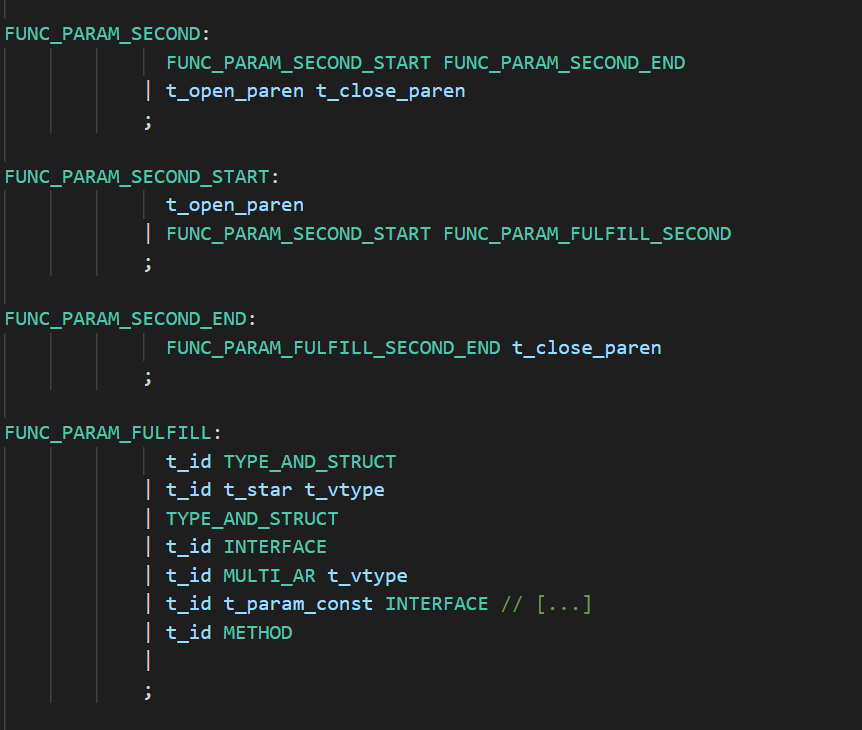 FUNC_PARAM_SECOND:
FUNC_PARAM_SECOND_START FUNC_PARAM_SECOND_END
| t_open_paren t_close_paren
;
FUNC_PARAM_SECOND_START:
t_open_paren
| FUNC_PARAM_SECOND_START FUNC_PARAM_FULFILL_SECOND
;
FUNC_PARAM_SECOND_END:
FUNC_PARAM_FULFILL_SECOND_END t_close_paren
;
FUNC_PARAM_FULFILL:
t_id TYPE_AND_STRUCT
| t_id t_star t_vtype
| TYPE_AND_STRUCT
| t_id INTERFACE
| t_id MULTI_AR t_vtype
| t_id t_param_const INTERFACE // [...]
| t_id METHOD
|
;